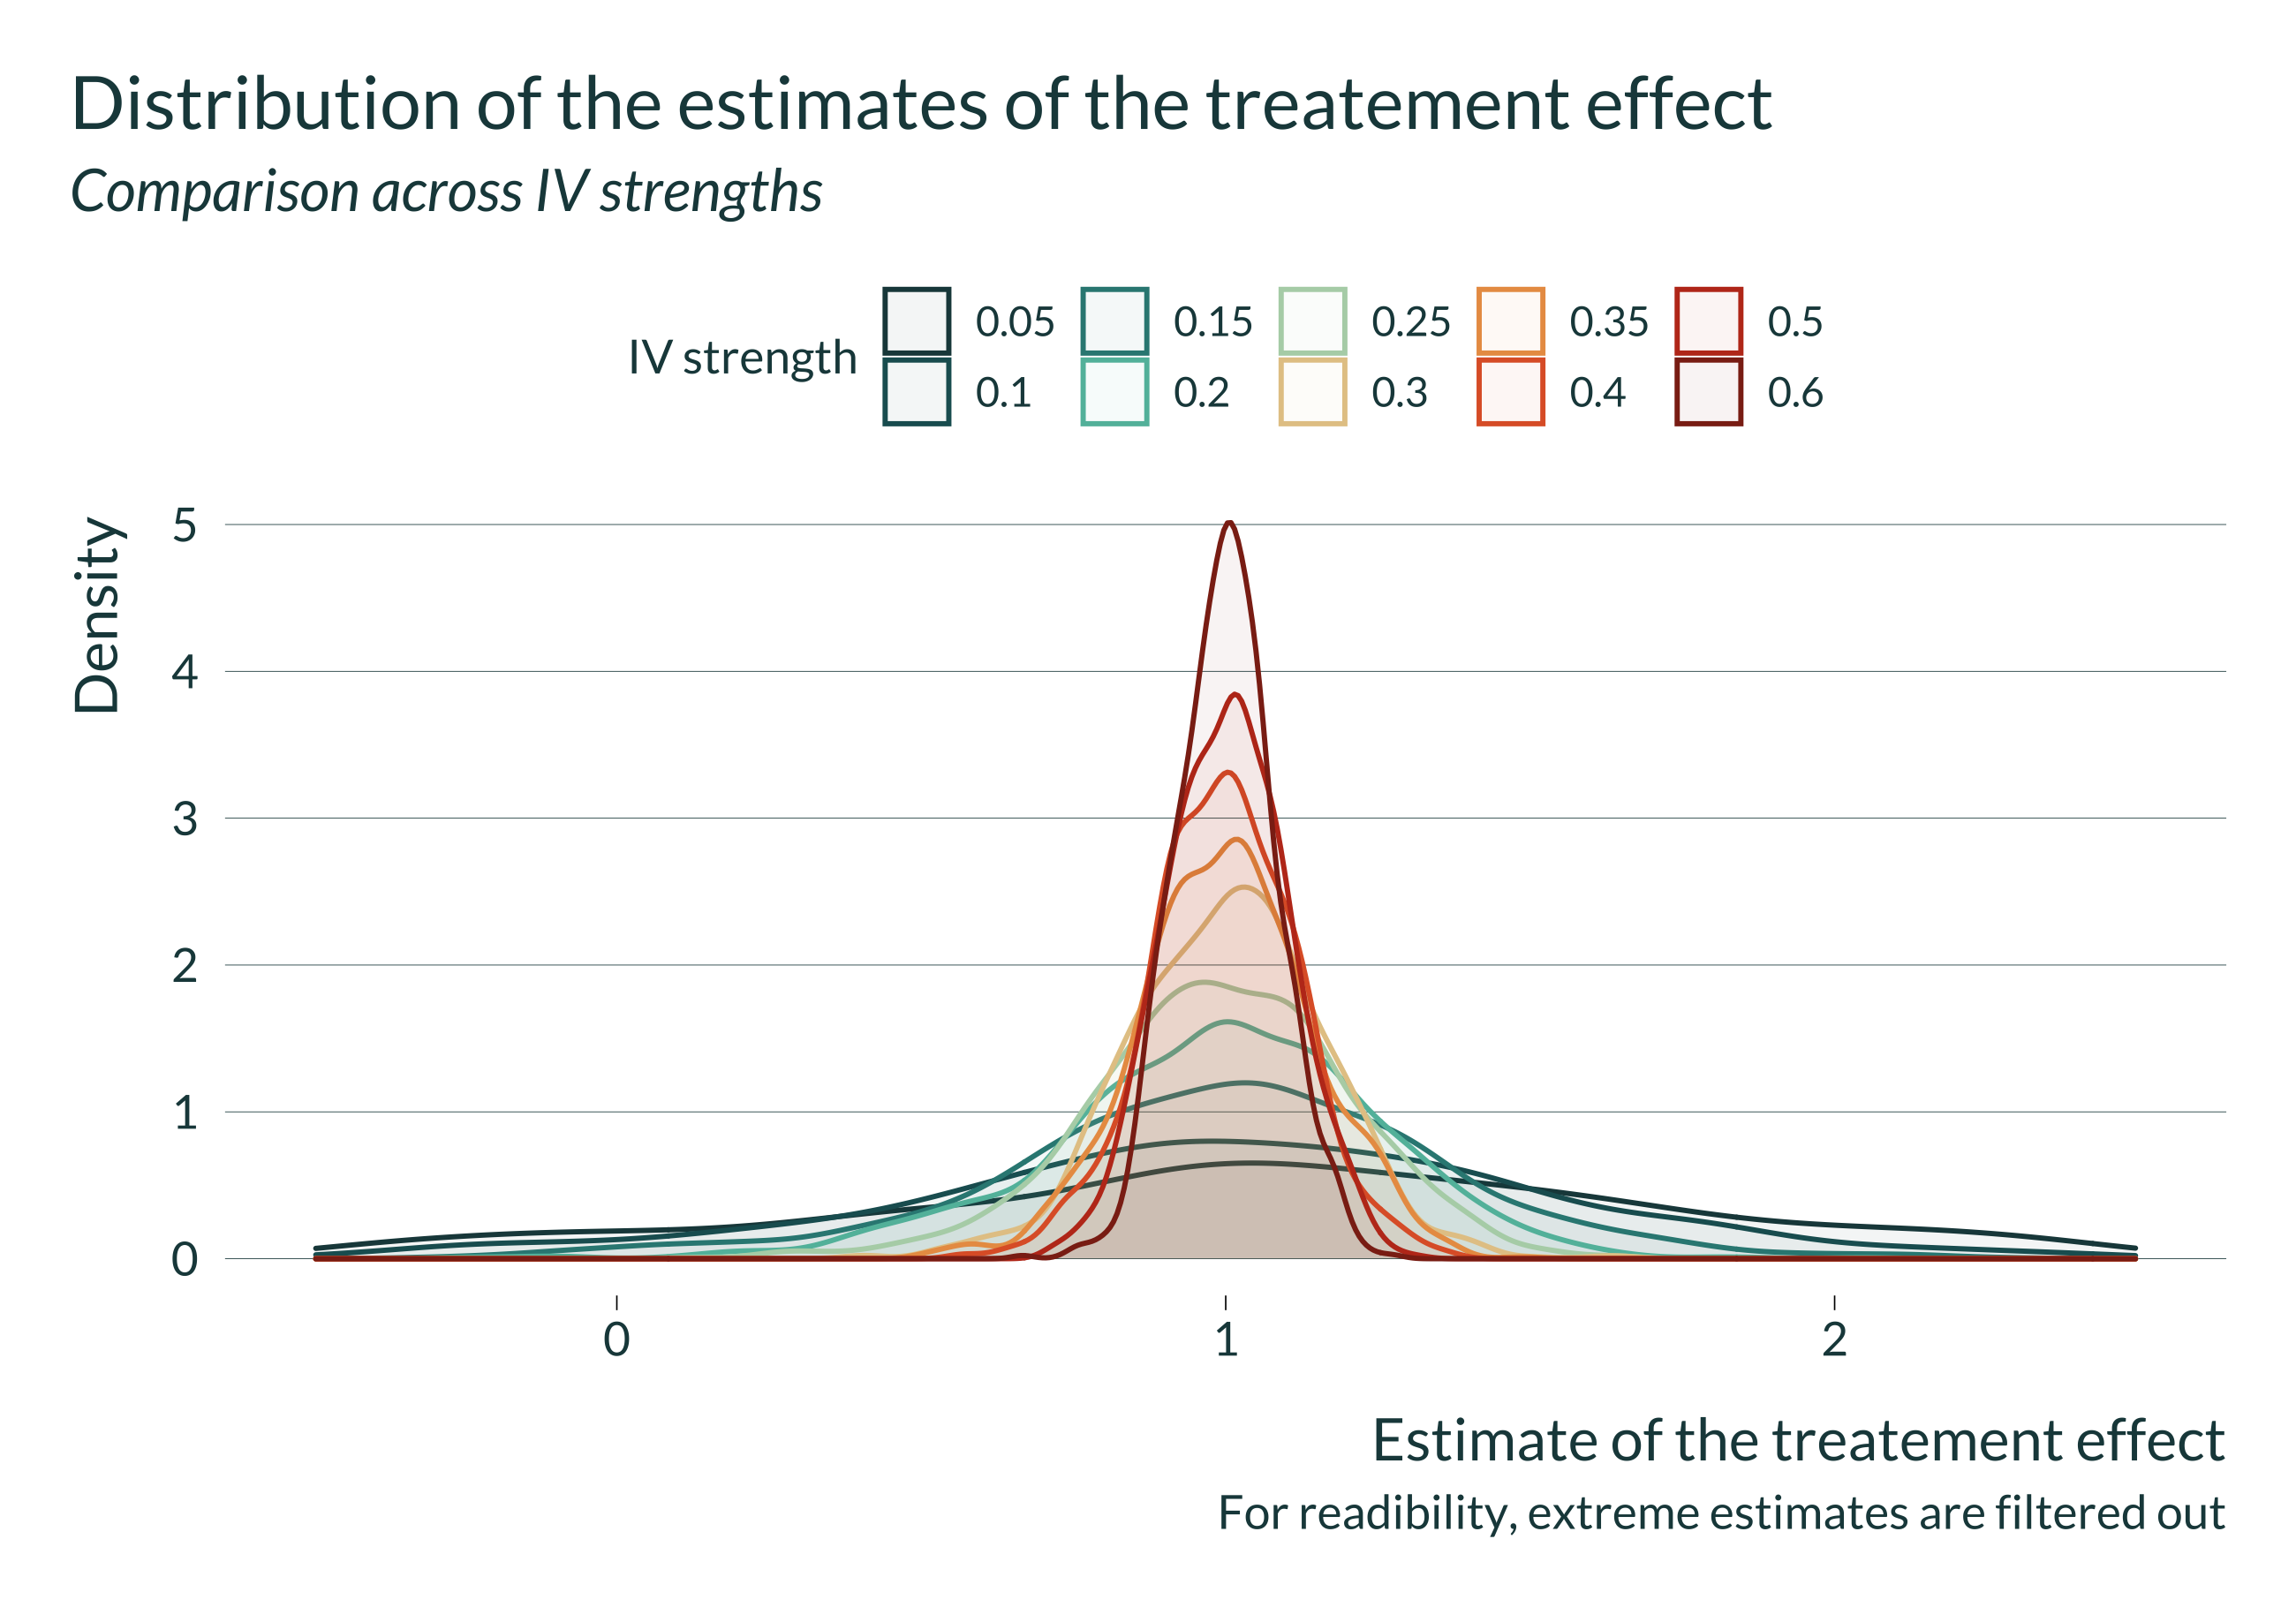 Distribution of the estimates of the treatement effect
Comparison across IV strengths
IV strength
0.05 0.15 0.25 0.35 0.5
0.1 0.2 0.3 0.4 0.6
Density
5
4
3
2
1
0
0 1 2
Estimate of the treatement effect
For readibility, extreme estimates are filtered out